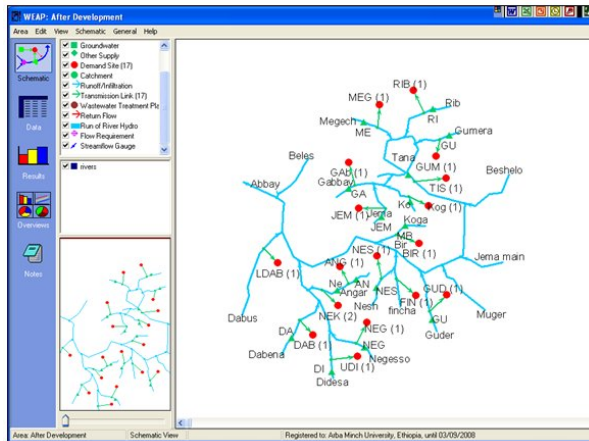 WEAP: After Development
Area Edit View Schematic General Help
Schematic
Data
Results
Overviews
Notes
Groundwater
Other Supply
Demand Site (17)
Catchment
Runoff/Infiltration
Transmission Link (17)
Wastewater Treatment Pla
Return Flow
Run of River Hydro
Flow Requirement
Streamflow Gauge
rivers
RIB (1)
MEG (1)
Rib
RI
Megech
ME
Gumera
GU
Beles
GUM (1)
Tana
GAb (1)
TIS (1)
Beshelo
Abbay
Gabbay
GA
Ko
Kog (1)
JEM (1)
Jema
JEM
Koga
MB
Bir
BIR (1)
NES (1)
Jema main
ANG (1)
LDAB (1)
Ne
AN
Angar
NES
FIN (1)
GUD (1)
Nesh
fincha
GU
Muger
Guder
NEK (2)
Dabus
DA
DAB (1)
NEG (1)
NEG
Dabena
DI
UDI (1)
Negesso
Didesa
Area: After Development
Schematic View
Registered to: Arba Minch University, Ethiopia, until 03/09/2008